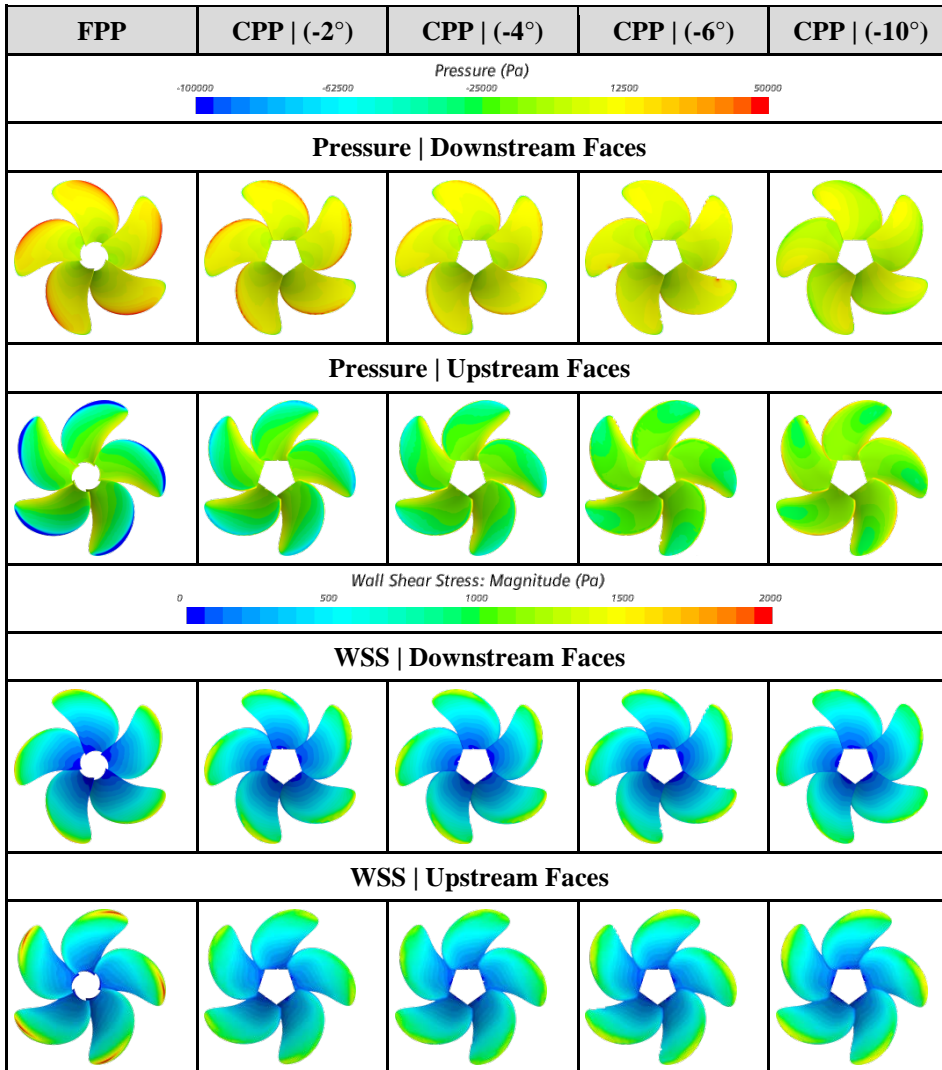 FPP CPP | (-2°) CPP | (-4°) CPP | (-6°) CPP | (-10°)
Pressure (Pa)
-100000 -62500 -25000 12500 50000
Pressure | Downstream Faces
Pressure | Upstream Faces
Wall Shear Stress: Magnitude (Pa)
0 500 1000 1500 2000
WSS | Downstream Faces
WSS | Upstream Faces